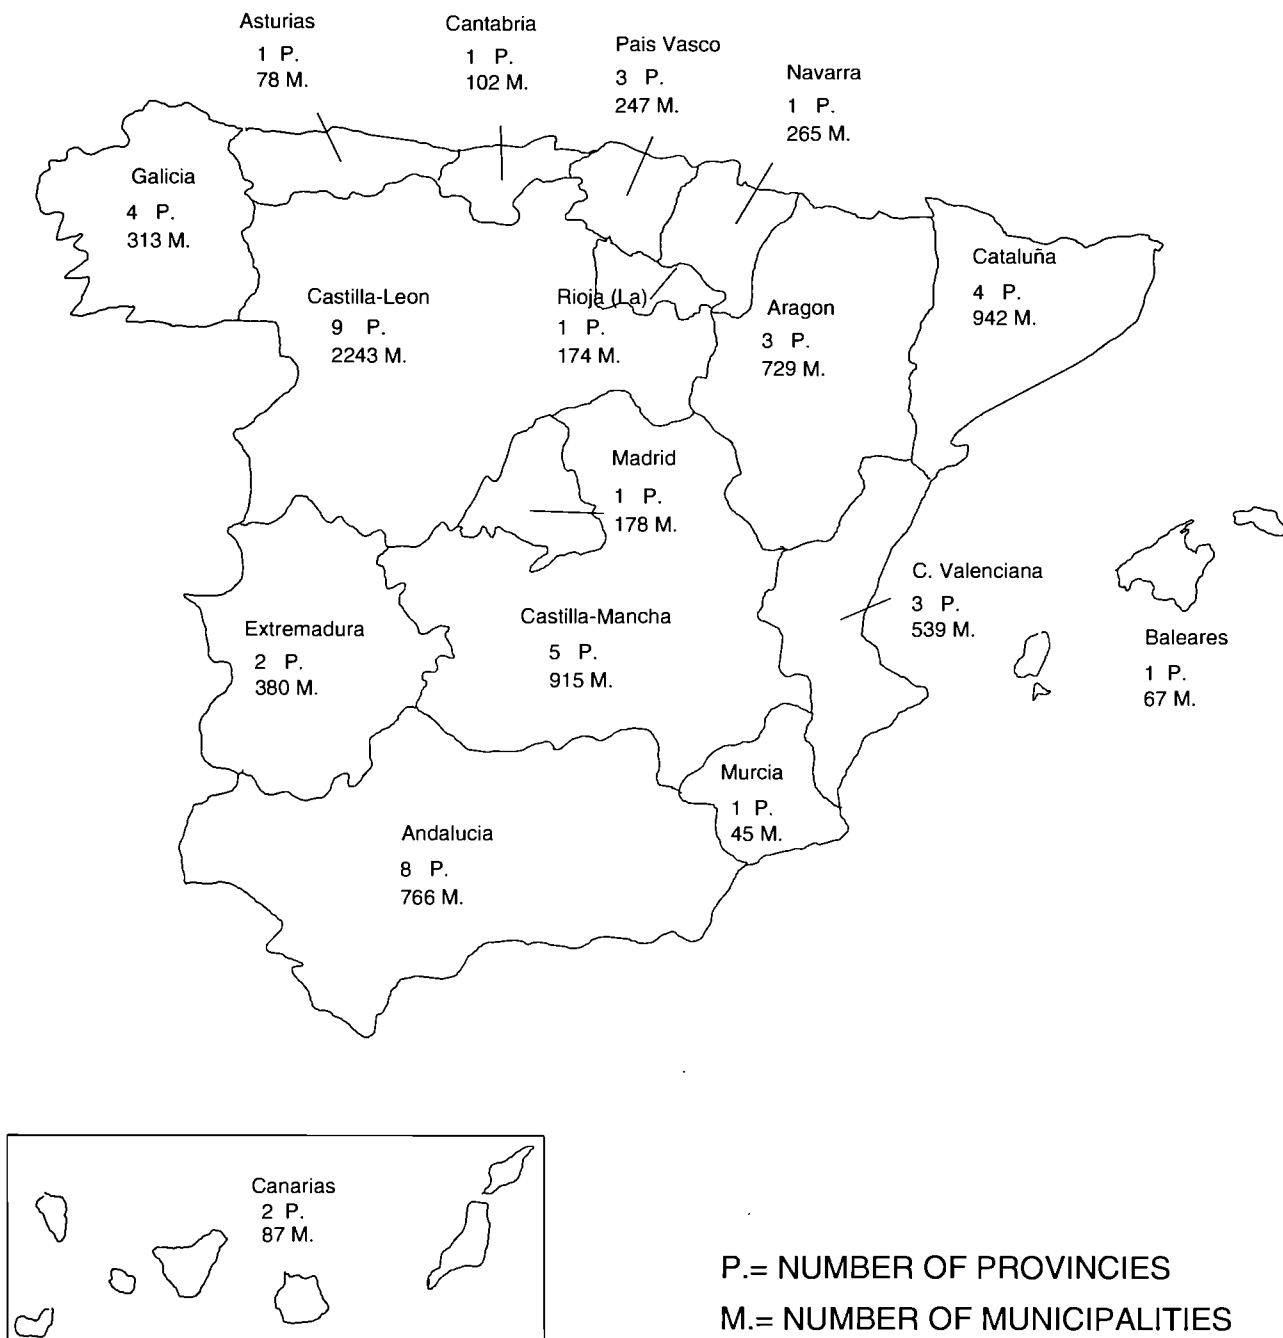 Asturias
1 P.
78 M.
Cantabria
1 P.
102 M.
Pais Vasco
3 P.
247 M.
Navarra
1 P.
265 M.
Galicia
4 P.
313 M.
Castilla-Leon
9 P.
2243 M.
Rioja (La)
1 P.
174 M.
Aragon
3 P.
729 M.
Cataluña
4 P.
942 M.
Madrid
1 P.
178 M.
C. Valenciana
3 P.
539 M.
Baleares
1 P.
67 M.
Extremadura
2 P.
380 M.
Castilla-Mancha
5 P.
915 M.
Murcia
1 P.
45 M.
Andalucia
8 P.
766 M.
Canarias
2 P.
87 M.
P.= NUMBER OF PROVINCIES
M.= NUMBER OF MUNICIPALITIES